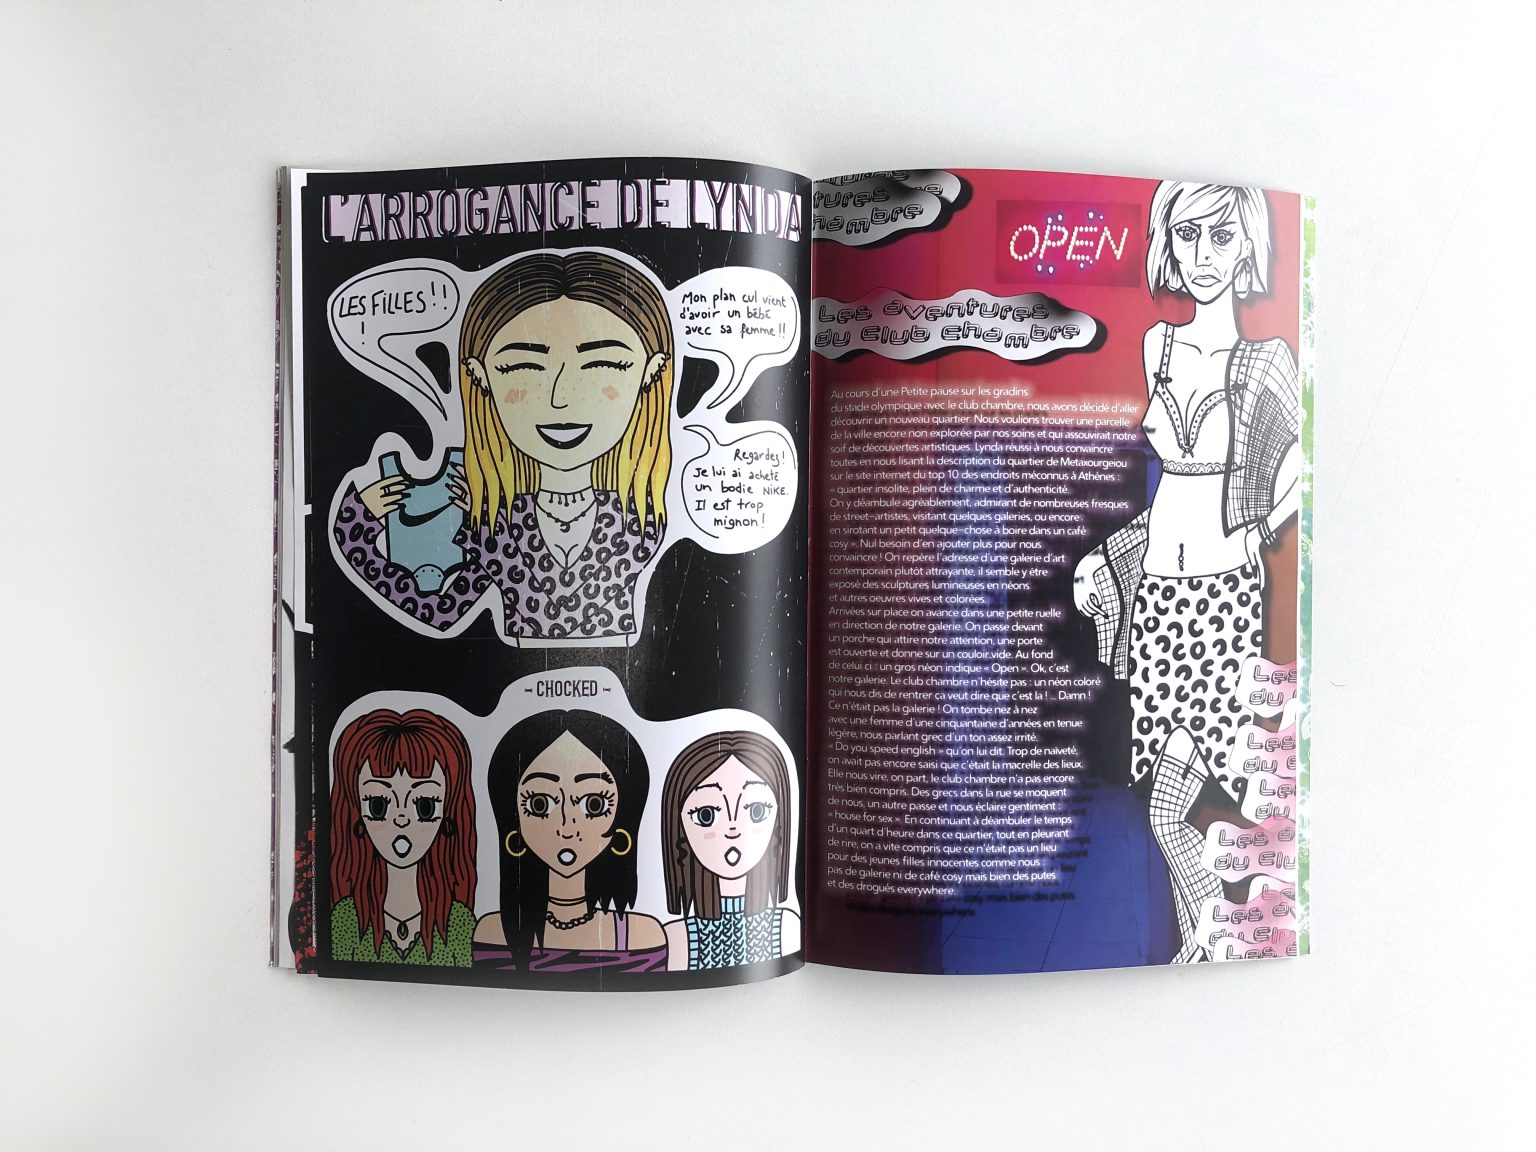 L'ARROGANCE DE LYNDA
LES FILLES!!
!
Mon plan cul vient
d'avoir un bébé
avec sa femme!!
Regardez!
Je lui ai acheté
un bodie NIKE.
Il est trop
mignon!
- CHOCKED -
OPEN
Les aventures
du Club chambre
Au cours d'une Petite pause sur les gradins
du stade olympique avec le club chambre, nous avons décidé d'aller
découvrir un nouveau quartier. Nous voulions trouver une parcelle
de la ville encore non explorée par nos soins et qui assouvirait notre
soif de découvertes artistiques. Lynda réussi à nous convaincre
toutes en nous lisant la description du quartier de Metaxourgeiou
sur le site internet du top 10 des endroits méconnus à Athènes :
« quartier insolite, plein de charme et d'authenticité.
On y déambule agréablement, admirant de nombreuses fresques
de street-artistes, visitant quelques galeries, ou encore
en sirotant un petit quelque-chose à boire dans un café
cosy ». Nul besoin d'en ajouter plus pour nous
convaincre ! On repère l'adresse d'une galerie d'art
contemporain plutôt attrayante, il semble y être
exposé des sculptures lumineuses en néons
et autres oeuvres vives et colorées.
Arrivées sur place on avance dans une petite ruelle
en direction de notre galerie. On passe devant
un porche qui attire notre attention, une porte
est ouverte et donne sur un couloir vide. Au fond
de celui ci : un gros néon indique « Open ». Ok, c'est
notre galerie. Le club chambre n'hésite pas : un néon coloré
qui nous dis de rentrer ça veut dire que c'est la ! ... Damn !
Ce n'était pas la galerie ! On tombe nez à nez
avec une femme d'une cinquantaine d'années en tenue
légère, nous parlant grec d'un ton assez irrité.
« Do you speed english » qu'on lui dit. Trop de naïveté,
on avait pas encore saisi que c'était la macrelle des lieux.
Elle nous vire, on part, le club chambre n'a pas encore
très bien compris. Des grecs dans la rue se moquent
de nous, un autre passe et nous éclaire gentiment :
« house for sex ». En continuant à déambuler le temps
d'un quart d'heure dans ce quartier, tout en pleurant
de rire, on a vite compris que ce n'était pas un lieu
pour des jeunes filles innocentes comme nous :
pas de galerie ni de café cosy mais bien des putes
et des drogués everywhere.